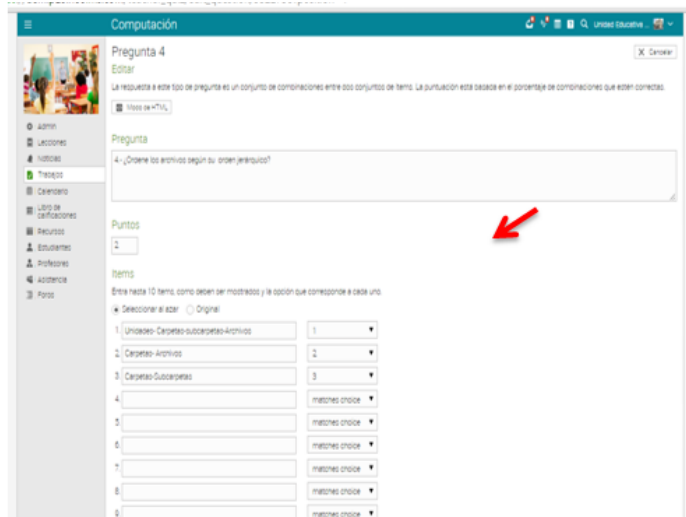 Computación
Unidad Educativa ...
Pregunta 4
X Cancelar
Editar
La respuesta a este tipo de pregunta es un conjunto de combinaciones entre dos conjuntos de items. La puntuación está basada en el porcentaje de combinaciones que estén correctas.
Modo de HTML
Admin
Lecciones
Noticias
Trabajos
Calendario
Libro de calificaciones
Recursos
Estudiantes
Profesores
Asistencia
Foros
Pregunta
4.-¿Ordene los archivos según su orden jerárquico?
Puntos
2
Items
Entre hasta 10 items, como deben ser mostrados y la opción que corresponde a cada uno.
Seleccionar al azar Original
1. Unidades- Carpetas-subcarpetas-Archivos 1
2. Carpetas- Archivos 2
3. Carpetas-Subcarpetas 3
4. matches choice
5. matches choice
6. matches choice
7. matches choice
8. matches choice
9. matches choice